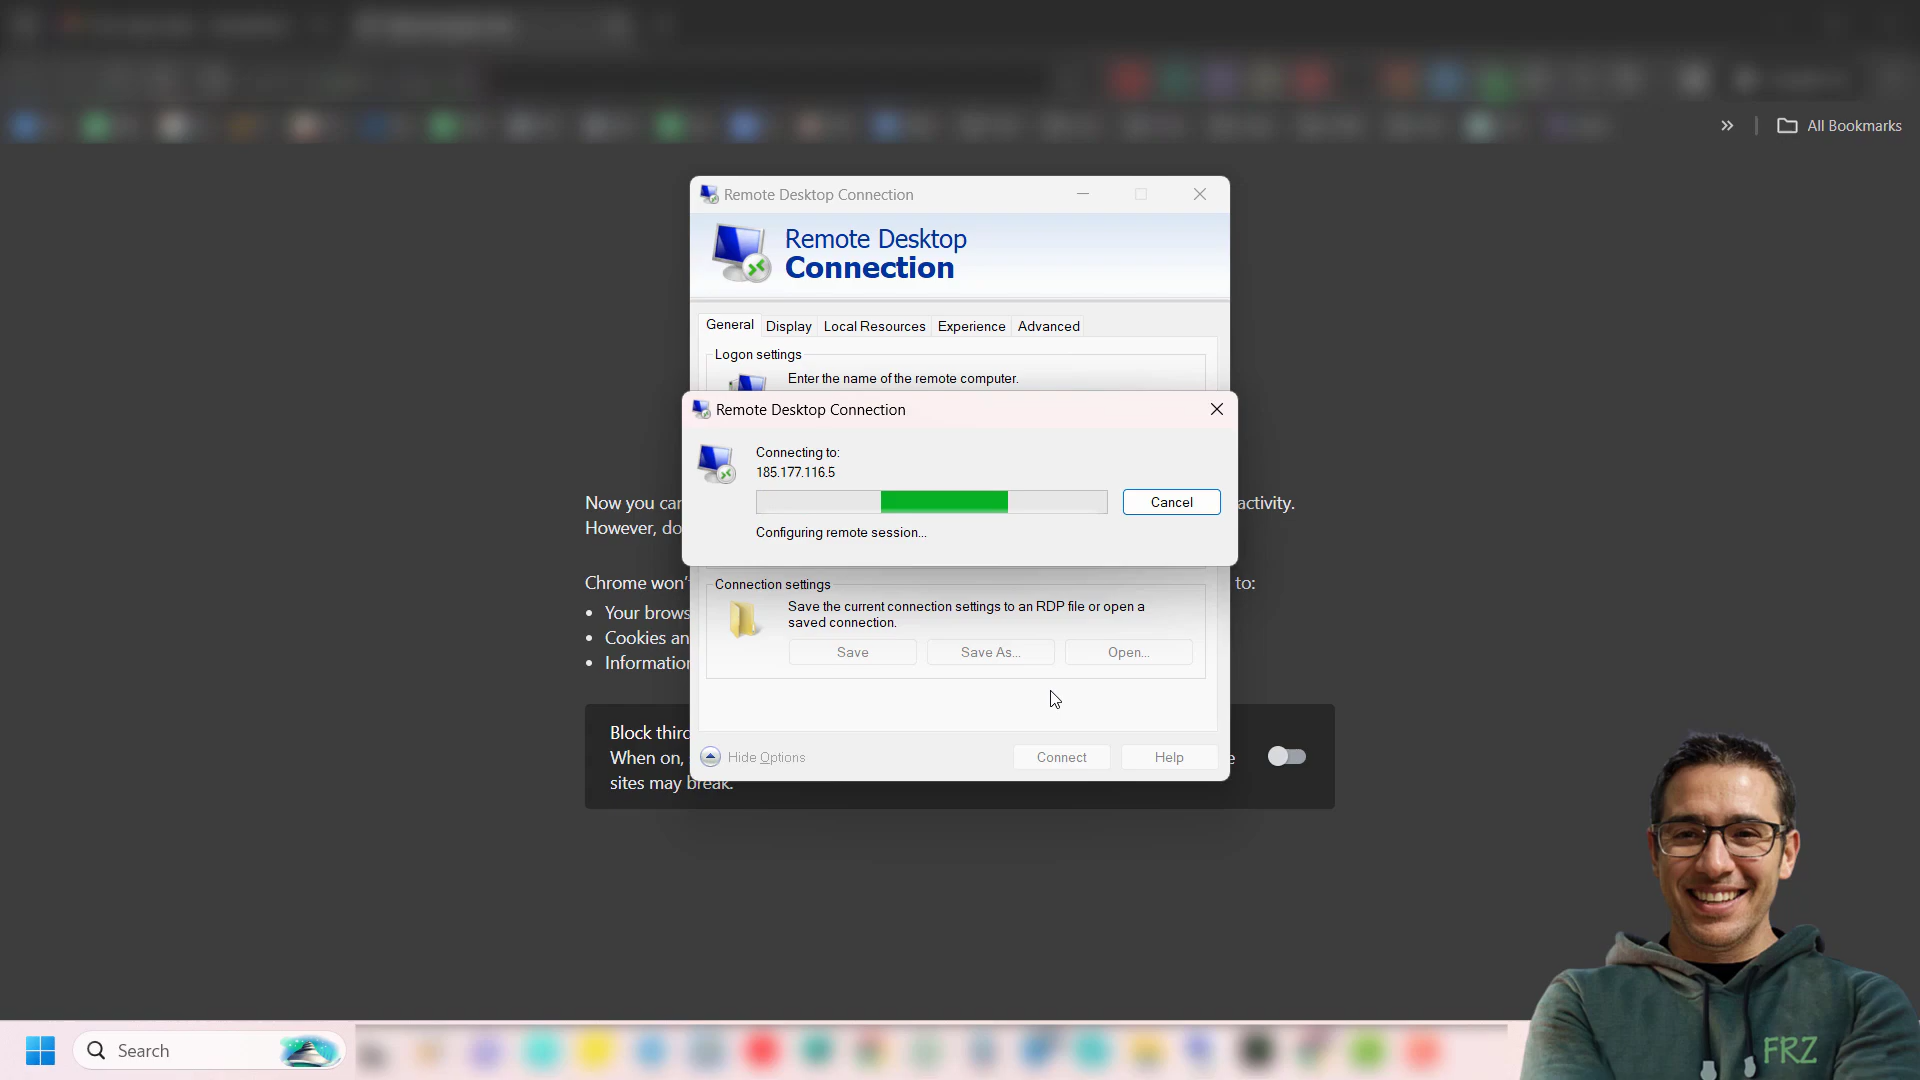 All Bookmarks
Remote Desktop Connection
Remote Desktop
Connection
General
Display
Local Resources
Experience
Advanced
Logon settings
Enter the name of the remote computer.
Remote Desktop Connection
Connecting to:
185.177.116.5
Cancel
Configuring remote session...
Now you car
activity.
However, do
Chrome won'
to:
Your brows
Cookies an
Information
Connection settings
Save the current connection settings to an RDP file or open a
saved connection.
Save
Save As...
Open...
Block third
When on,
e
sites may break.
Hide Options
Connect
Help
Search
FRZ